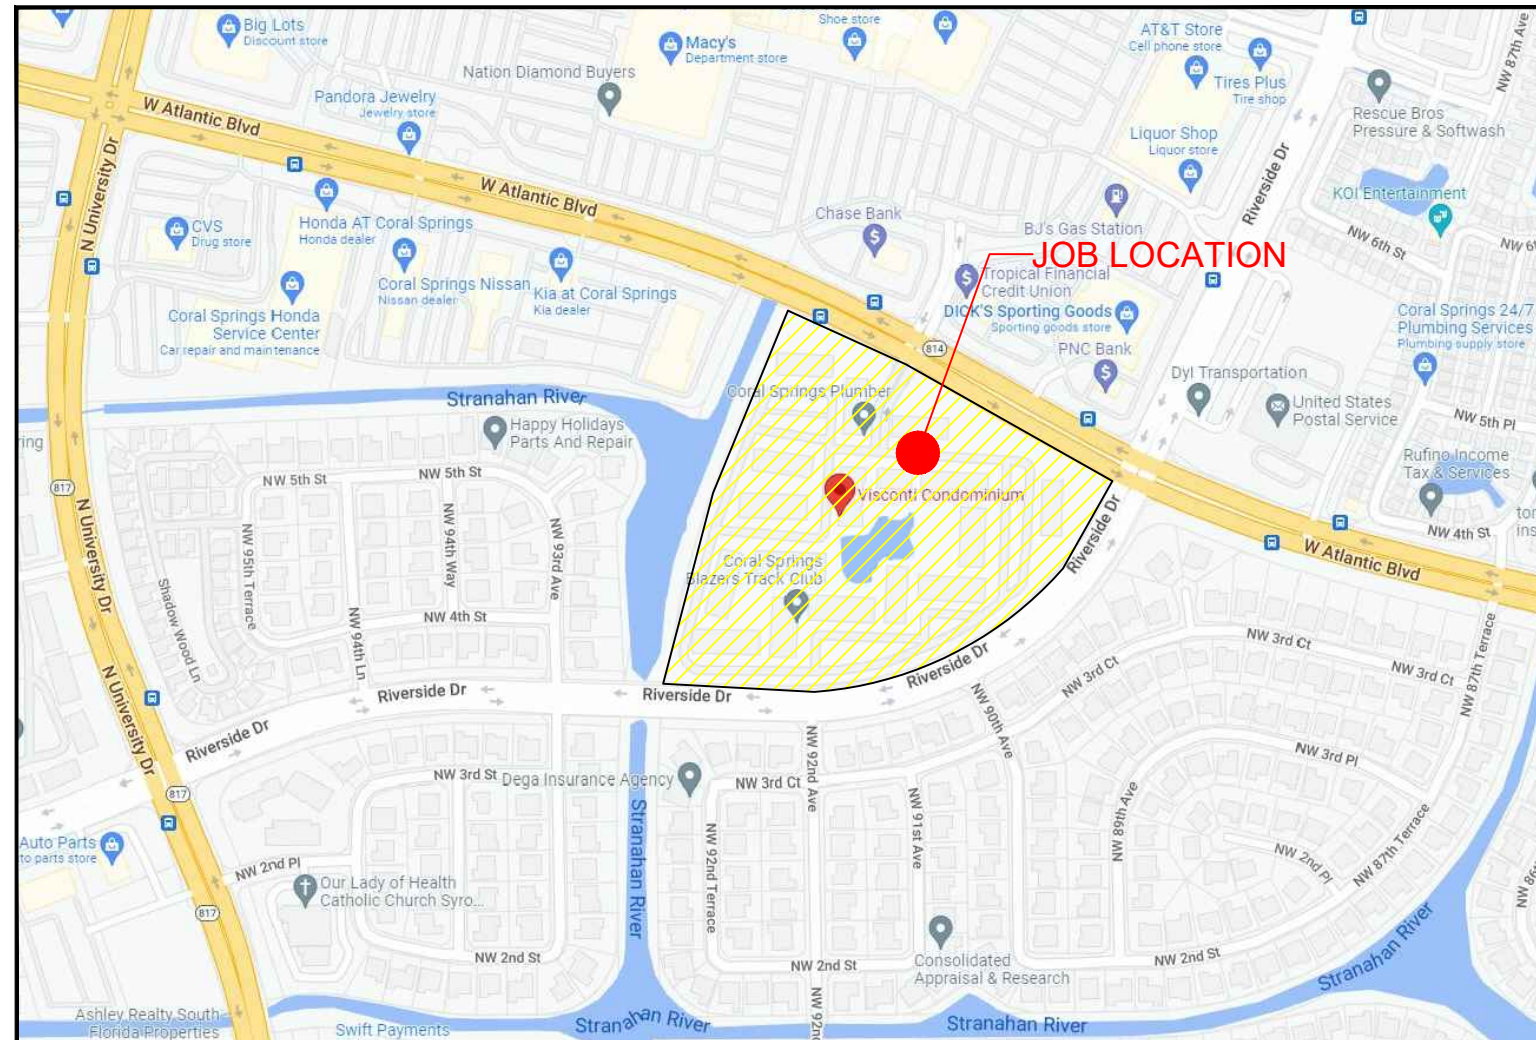 Big Lots
Discount store
Shoe store
Macy's
Department store
AT&T Store
Cell phone store
NW 87th Ave
Nation Diamond Buyers
Tires Plus
Tire shop
Pandora Jewelry
Jewelry store
W Atlantic Blvd
Rescue Bros
Pressure & Softwash
Liquor Shop
Liquor store
N University Dr
W Atlantic Blvd
Riverside Dr
KOI Entertainment
Chase Bank
CVS
Drug store
Honda AT Coral Springs
Honda dealer
BJ's Gas Station
NW 6th St
JOB LOCATION
Coral Springs Nissan
Nissan dealer
Kia at Coral Springs
Kia dealer
Tropical Financial
Credit Union
Coral Springs Honda
Service Center
Car repair and maintenance
DICK'S Sporting Goods
Sporting goods store
Coral Springs 24/7
Plumbing Services
Plumbing supply store
814
PNC Bank
Dyl Transportation
Stranahan River
Coral Springs Plumber
United States
Postal Service
NW 5th Pl
Happy Holidays
Parts And Repair
Rufino Income
Tax & Services
NW 5th St
NW 5th St
817
Visconti Condominium
N University Dr
NW 95th Terrace
NW 94th Way
NW 93rd Ave
Riverside Dr
NW 4th St
W Atlantic Blvd
Coral Springs
Blazers Track Club
Shadow Wood Ln
NW 94th Ln
NW 4th St
NW 3rd Ct
NW 3rd Ct
NW 87th Terrace
N University Dr
Riverside Dr
Riverside Dr
Riverside Dr
Riverside Dr
NW 3rd Ct
NW 90th Ave
NW 3rd Pl
NW 3rd St
Dega Insurance Agency
NW 3rd Ct
NW 92nd Ave
817
NW 91st Ave
NW 89th Ave
Auto Parts
NW 2nd Pl
Stranahan River
NW 92nd Terrace
NW 2nd Pl
NW 87th Terrace
Our Lady of Health
Catholic Church Syro...
817
NW 2nd St
NW 2nd St
Consolidated
Appraisal & Research
NW 2nd St
Stranahan River
Ashley Realty South
Florida Properties
Swift Payments
Stranahan River
Stranahan River